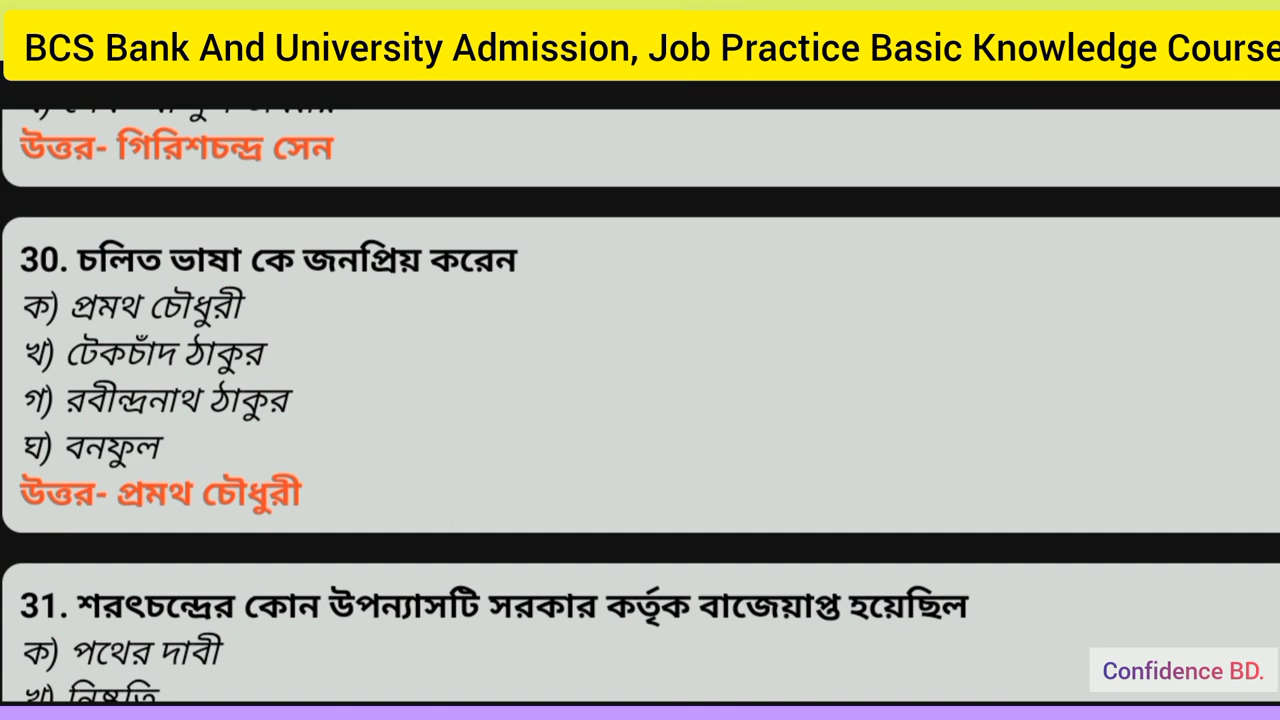 BCS Bank And University Admission, Job Practice Basic Knowledge Course
উত্তর- গিরিশচন্দ্র সেন
30. চলিত ভাষা কে জনপ্রিয় করেন
ক) প্রমথ চৌধুরী
খ) টেকচাঁদ ঠাকুর
গ) রবীন্দ্রনাথ ঠাকুর
ঘ) বনফুল
উত্তর- প্রমথ চৌধুরী
31. শরৎচন্দ্রের কোন উপন্যাসটি সরকার কর্তৃক বাজেয়াপ্ত হয়েছিল
ক) পথের দাবী
খ) নিষ্কৃতি
Confidence BD.